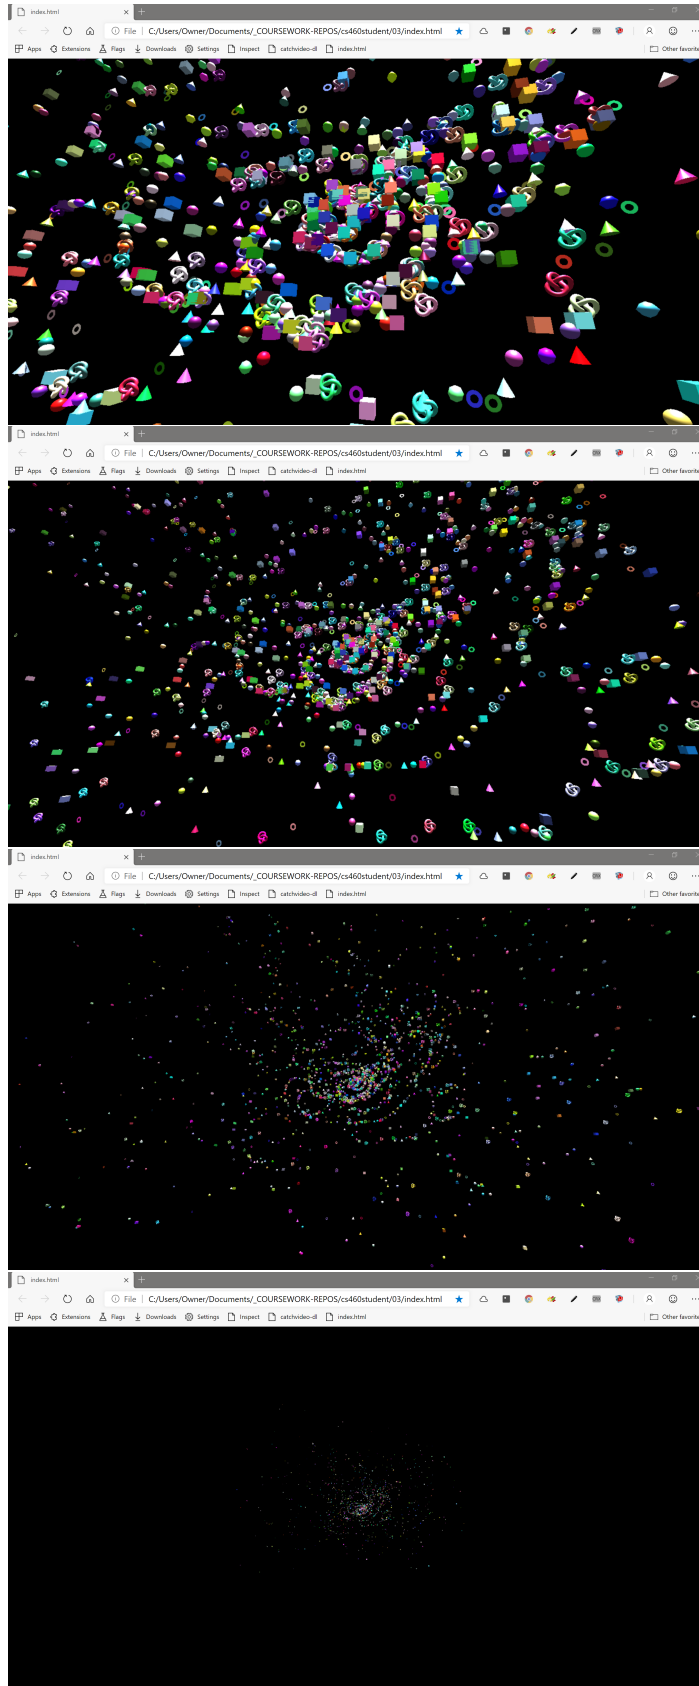 index.html
File | C:/Users/Owner/Documents/_COURSEWORK-REPOS/cs460student/03/index.html
Apps Extensions Flags Downloads Settings Inspect catchvideo-dl index.html Other favorite
index.html
File | C:/Users/Owner/Documents/_COURSEWORK-REPOS/cs460student/03/index.html
Apps Extensions Flags Downloads Settings Inspect catchvideo-dl index.html Other favorite
index.html
File | C:/Users/Owner/Documents/_COURSEWORK-REPOS/cs460student/03/index.html
Apps Extensions Flags Downloads Settings Inspect catchvideo-dl index.html Other favorite
index.html
File | C:/Users/Owner/Documents/_COURSEWORK-REPOS/cs460student/03/index.html
Apps Extensions Flags Downloads Settings Inspect catchvideo-dl index.html Other favorite